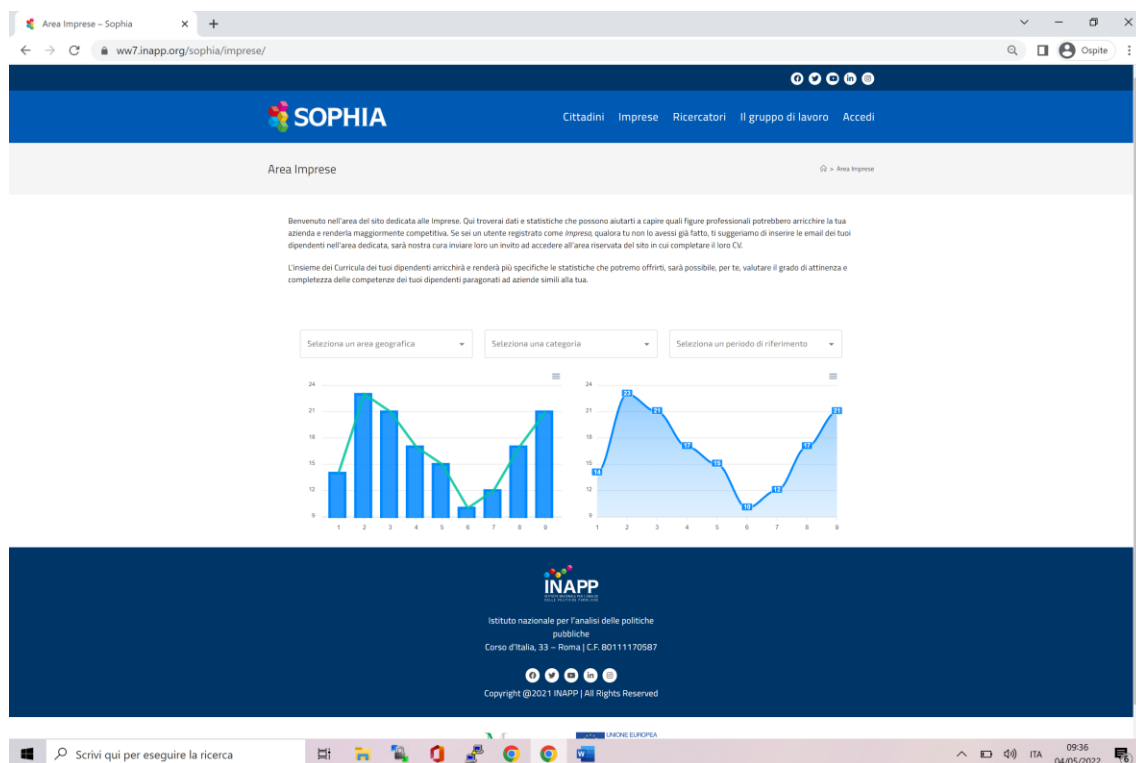 Area Imprese – Sophia
ww7.inapp.org/sophia/imprese/
Ospite
SOPHIA
Cittadini Imprese Ricercatori Il gruppo di lavoro Accedi
Area Imprese
> Area Imprese
Benvenuto nell'area del sito dedicata alle Imprese. Qui troverai dati e statistiche che possono aiutarti a capire quali figure professionali potrebbero arricchire la tua
azienda e renderla maggiormente competitiva. Se sei un utente registrato come Impresa, qualora tu non lo avessi già fatto, ti suggeriamo di inserire le email dei tuoi
dipendenti nell'area dedicata, sarà nostra cura inviare loro un invito ad accedere all'area riservata del sito in cui completare il loro CV.
L'insieme dei Curricula dei tuoi dipendenti arricchirà e renderà più specifiche le statistiche che potremo offrirti, sarà possibile, per te, valutare il grado di attinenza e
completezza delle competenze dei tuoi dipendenti paragonati ad aziende simili alla tua.
Seleziona un area geografica
Seleziona una categoria
Seleziona un periodo di riferimento
24
21
18
15
12
9
1 2 3 4 5 6 7 8 9
24
21
18
15
12
9
14 23 21 17 15 10 12 17 21
1 2 3 4 5 6 7 8 9
INAPP
Istituto nazionale per l'analisi delle politiche
pubbliche
Corso d'Italia, 33 – Roma | C.F. 80111170587
Copyright @2021 INAPP | All Rights Reserved
UNIONE EUROPEA
Scrivi qui per eseguire la ricerca
ITA
09:36
04/05/2022